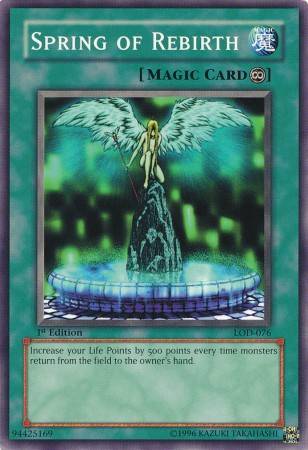 SPRING OF REBIRTH
MAGIC
魔
[MAGIC CARD]
1st Edition
LOD-076
Increase your Life Points by 500 points every time monsters
return from the field to the owner's hand.
94425169
©1996 KAZUKI TAKAHASHI